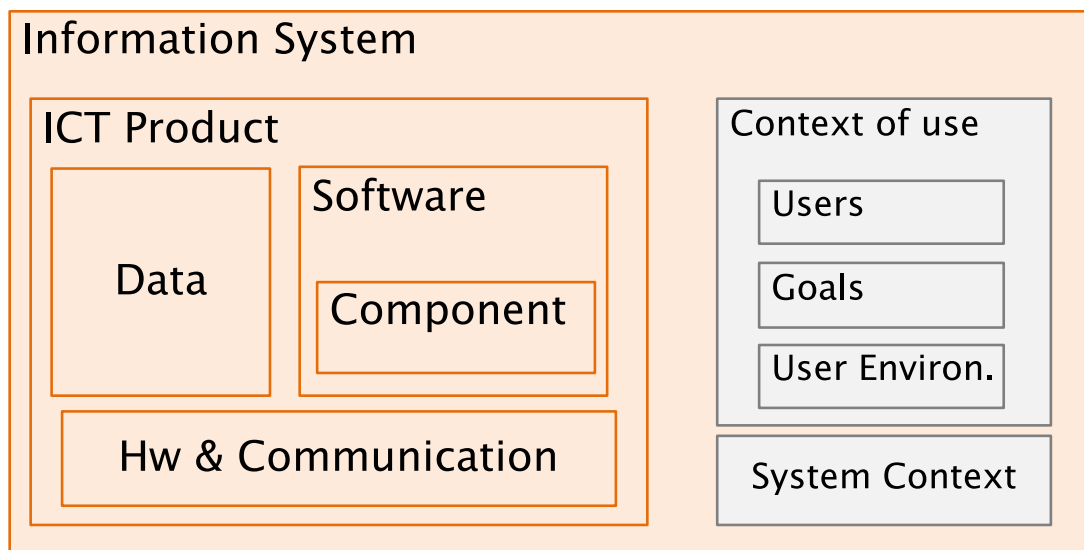 Information System
ICT Product
Data
Software
Component
Hw & Communication
Context of use
Users
Goals
User Environ.
System Context